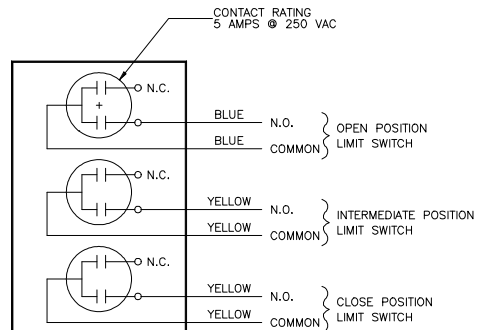 CONTACT RATING
5 AMPS @ 250 VAC
N.C.
BLUE
N.O.
BLUE
COMMON
OPEN POSITION
LIMIT SWITCH
N.C.
YELLOW
N.O.
YELLOW
COMMON
INTERMEDIATE POSITION
LIMIT SWITCH
N.C.
YELLOW
N.O.
YELLOW
COMMON
CLOSE POSITION
LIMIT SWITCH